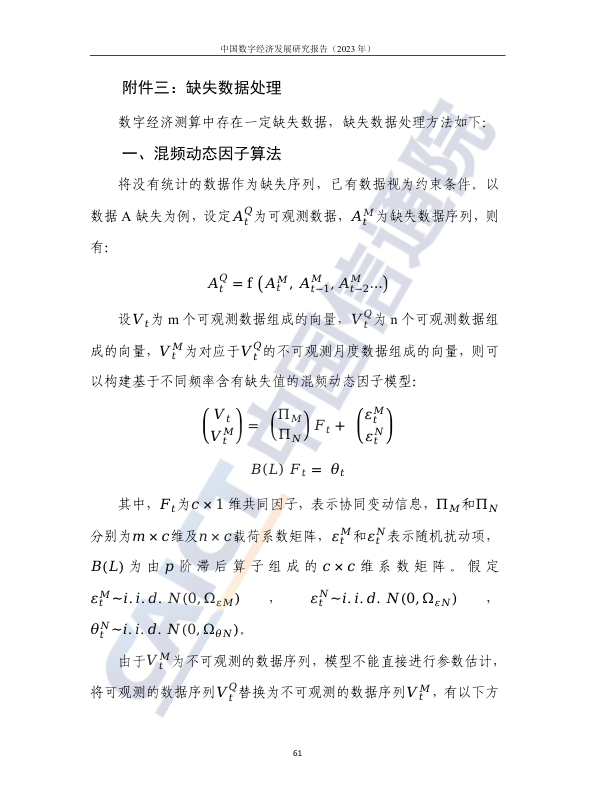 中国数字经济发展研究报告（2023 年）
附件三：缺失数据处理
数字经济测算中存在一定缺失数据，缺失数据处理方法如下：
一、混频动态因子算法
将没有统计的数据作为缺失序列，已有数据视为约束条件。以
数据 A 缺失为例，设定$A_t^Q$为可观测数据，$A_t^M$为缺失数据序列，则
有：
$A_t^Q = \mathrm{f}\,(A_t^M, A_{t-1}^M, A_{t-2}^M \ldots)$
设$V_t$为 m 个可观测数据组成的向量，$V_t^Q$为 n 个可观测数据组
成的向量，$V_t^M$为对应于$V_t^Q$的不可观测月度数据组成的向量，则可
以构建基于不同频率含有缺失值的混频动态因子模型：
$\begin{pmatrix} V_t \\ V_t^M \end{pmatrix} = \begin{pmatrix} \Pi_M \\ \Pi_N \end{pmatrix} F_t + \begin{pmatrix} \varepsilon_t^M \\ \varepsilon_t^N \end{pmatrix}$
$B(L)\ F_t = \theta_t$
其中，$F_t$为$c \times 1$ 维共同因子，表示协同变动信息，$\Pi_M$和$\Pi_N$
分别为$m \times c$维及$n \times c$载荷系数矩阵，$\varepsilon_t^M$和$\varepsilon_t^N$表示随机扰动项，
$B(L)$ 为由 $p$ 阶滞后算子组成的 $c \times c$ 维系数矩阵。假定
$\varepsilon_t^M \sim i.i.d.\ N(0, \Omega_{\varepsilon M})$ ， $\varepsilon_t^N \sim i.i.d.\ N(0, \Omega_{\varepsilon N})$ ，
$\theta_t^N \sim i.i.d.\ N(0, \Omega_{\theta N})$。
由于$V_t^M$为不可观测的数据序列，模型不能直接进行参数估计，
将可观测的数据序列$V_t^Q$替换为不可观测的数据序列$V_t^M$，有以下方
61
CAICT 中国信通院